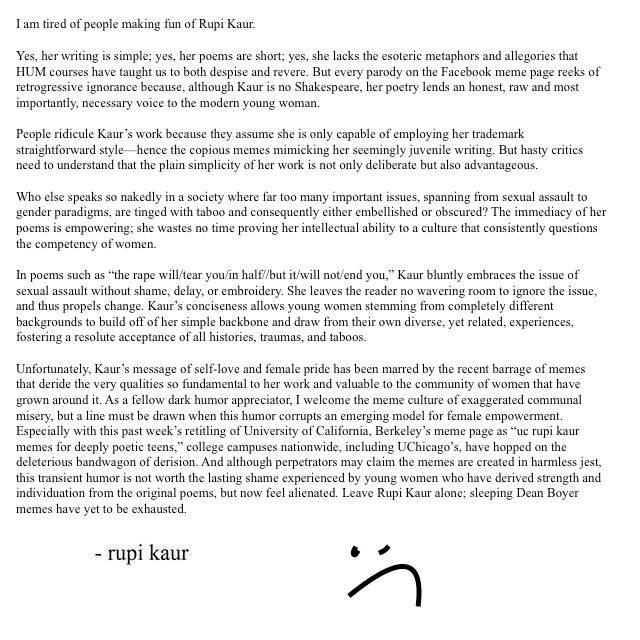 I am tired of people making fun of Rupi Kaur.
Yes, her writing is simple; yes, her poems are short; yes, she lacks the esoteric metaphors and allegories that
HUM courses have taught us to both despise and revere. But every parody on the Facebook meme page reeks of
retrogressive ignorance because, although Kaur is no Shakespeare, her poetry lends an honest, raw and most
importantly, necessary voice to the modern young woman.
People ridicule Kaur’s work because they assume she is only capable of employing her trademark
straightforward style—hence the copious memes mimicking her seemingly juvenile writing. But hasty critics
need to understand that the plain simplicity of her work is not only deliberate but also advantageous.
Who else speaks so nakedly in a society where far too many important issues, spanning from sexual assault to
gender paradigms, are tinged with taboo and consequently either embellished or obscured? The immediacy of her
poems is empowering; she wastes no time proving her intellectual ability to a culture that consistently questions
the competency of women.
In poems such as “the rape will/tear you/in half//but it/will not/end you,” Kaur bluntly embraces the issue of
sexual assault without shame, delay, or embroidery. She leaves the reader no wavering room to ignore the issue,
and thus propels change. Kaur’s conciseness allows young women stemming from completely different
backgrounds to build off of her simple backbone and draw from their own diverse, yet related, experiences,
fostering a resolute acceptance of all histories, traumas, and taboos.
Unfortunately, Kaur’s message of self-love and female pride has been marred by the recent barrage of memes
that deride the very qualities so fundamental to her work and valuable to the community of women that have
grown around it. As a fellow dark humor appreciator, I welcome the meme culture of exaggerated communal
misery, but a line must be drawn when this humor corrupts an emerging model for female empowerment.
Especially with this past week’s retitling of University of California, Berkeley’s meme page as “uc rupi kaur
memes for deeply poetic teens,” college campuses nationwide, including UChicago’s, have hopped on the
deleterious bandwagon of derision. And although perpetrators may claim the memes are created in harmless jest,
this transient humor is not worth the lasting shame experienced by young women who have derived strength and
individuation from the original poems, but now feel alienated. Leave Rupi Kaur alone; sleeping Dean Boyer
memes have yet to be exhausted.
- rupi kaur